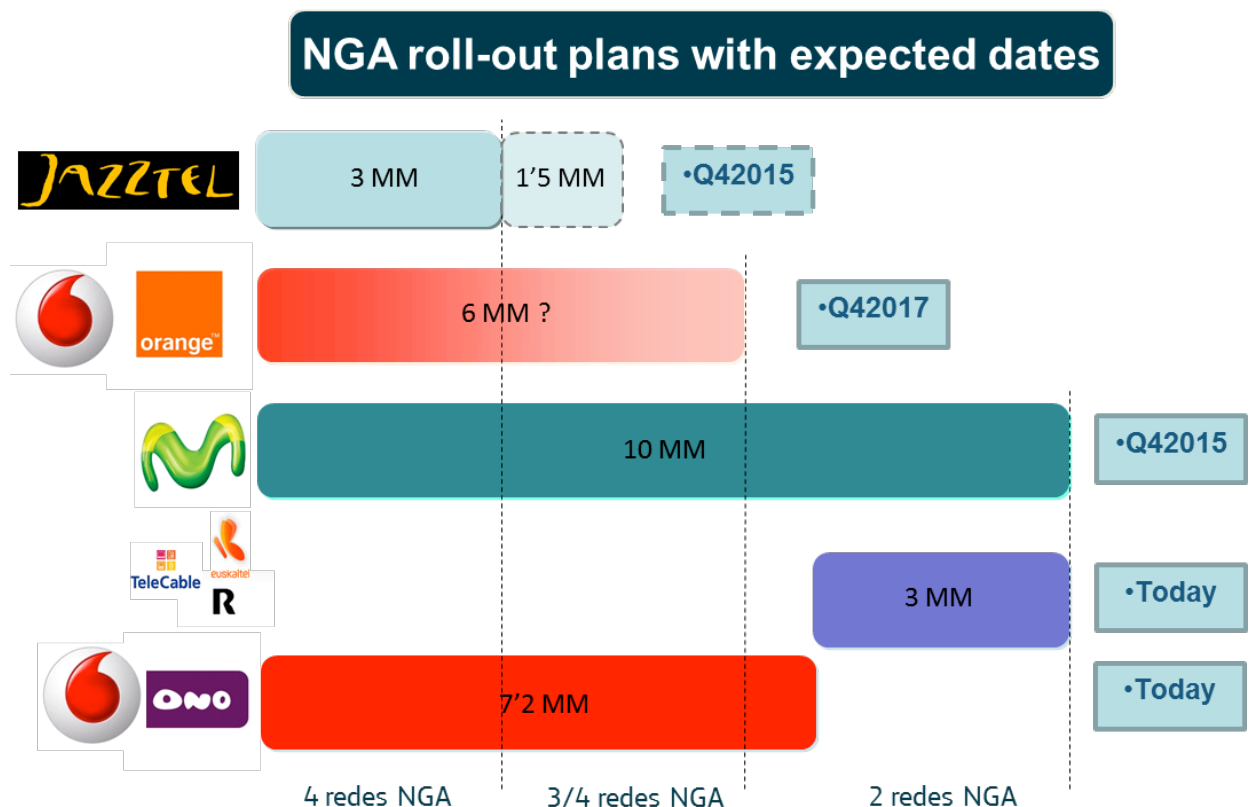 NGA roll-out plans with expected dates
JAZZTEL
3 MM
1'5 MM
•Q42015
orange™
6 MM ?
•Q42017
10 MM
•Q42015
TeleCable
euskaltel
R
3 MM
•Today
ONO
7'2 MM
•Today
4 redes NGA
3/4 redes NGA
2 redes NGA